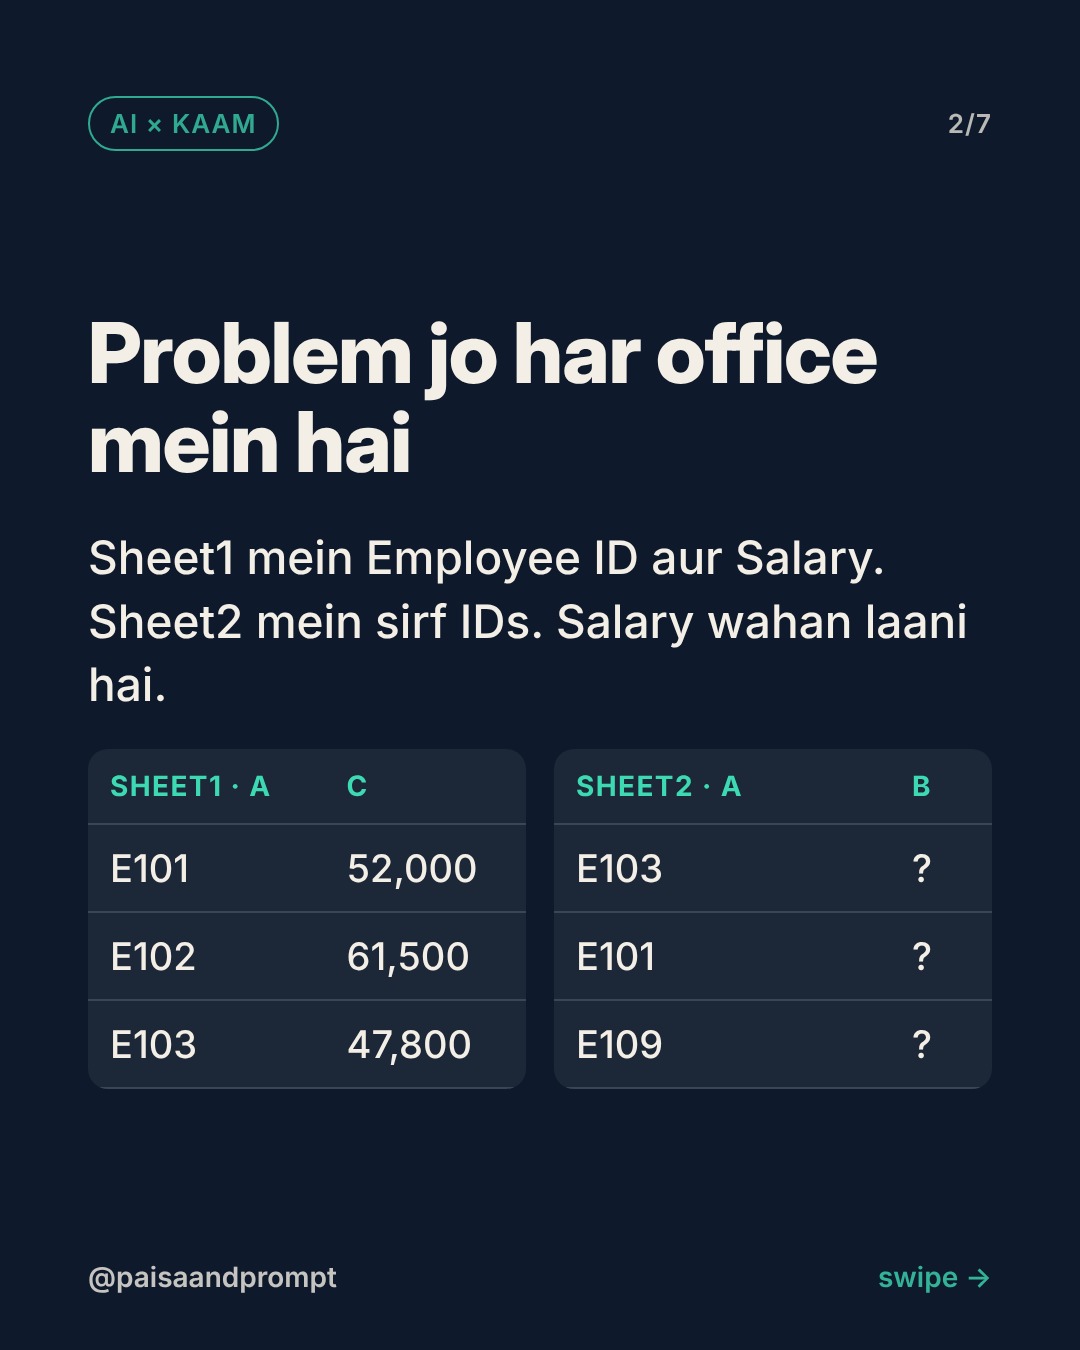 AI × KAAM
2/7
Problem jo har office
mein hai
Sheet1 mein Employee ID aur Salary.
Sheet2 mein sirf IDs. Salary wahan laani
hai.
SHEET1 · A C
E101 52,000
E102 61,500
E103 47,800
SHEET2 · A B
E103 ?
E101 ?
E109 ?
@paisaandprompt
swipe →